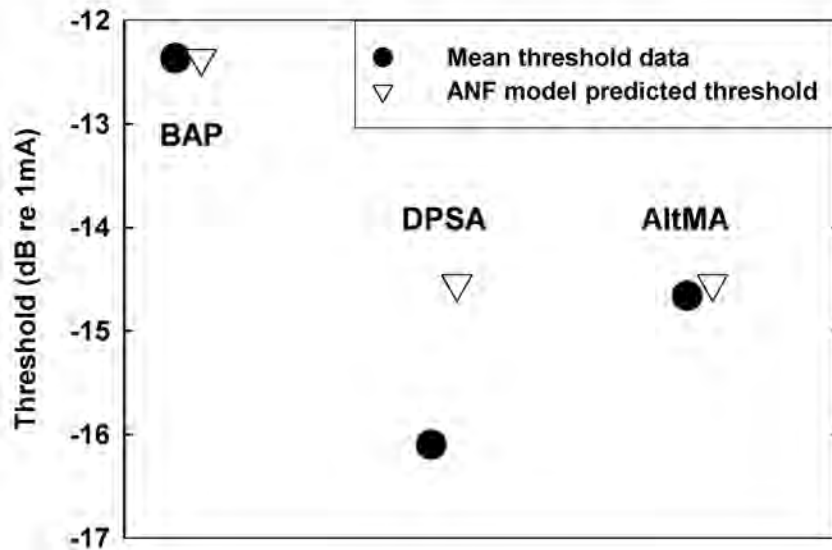 -12
Mean threshold data
ANF model predicted threshold
-13
BAP
-14
DPSA
AltMA
-15
-16
-17
Threshold (dB re 1mA)